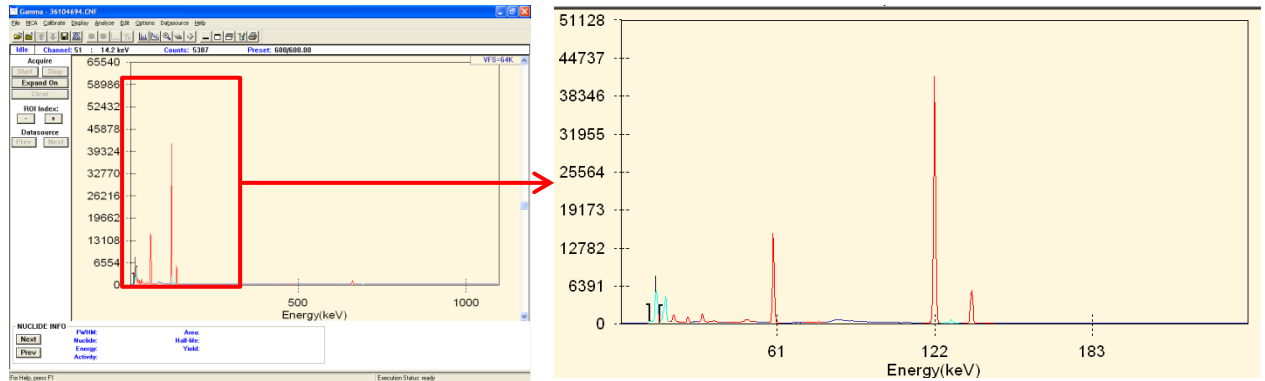 Gamma - 36104694.CNF
File MCA Calibrate Display Analyze Edit Options Datasource Help
Idle Channel: 51 : 14.2 keV Counts: 5387 Preset: 600/600.00
Acquire
Start Stop
Expand On
Clear
ROI Index:
- +
Datasource
Prev Next
VFS=64K
65540
58986
52432
45878
39324
32770
26216
19662
13108
6554
0
500 1000
Energy(keV)
NUCLIDE INFO
Next
Prev
FWHM: Area:
Nuclide: Half-life:
Energy: Yield:
Activity:
For Help, press F1 Execution Status: ready
51128
44737
38346
31955
25564
19173
12782
6391
0
61 122 183
Energy(keV)